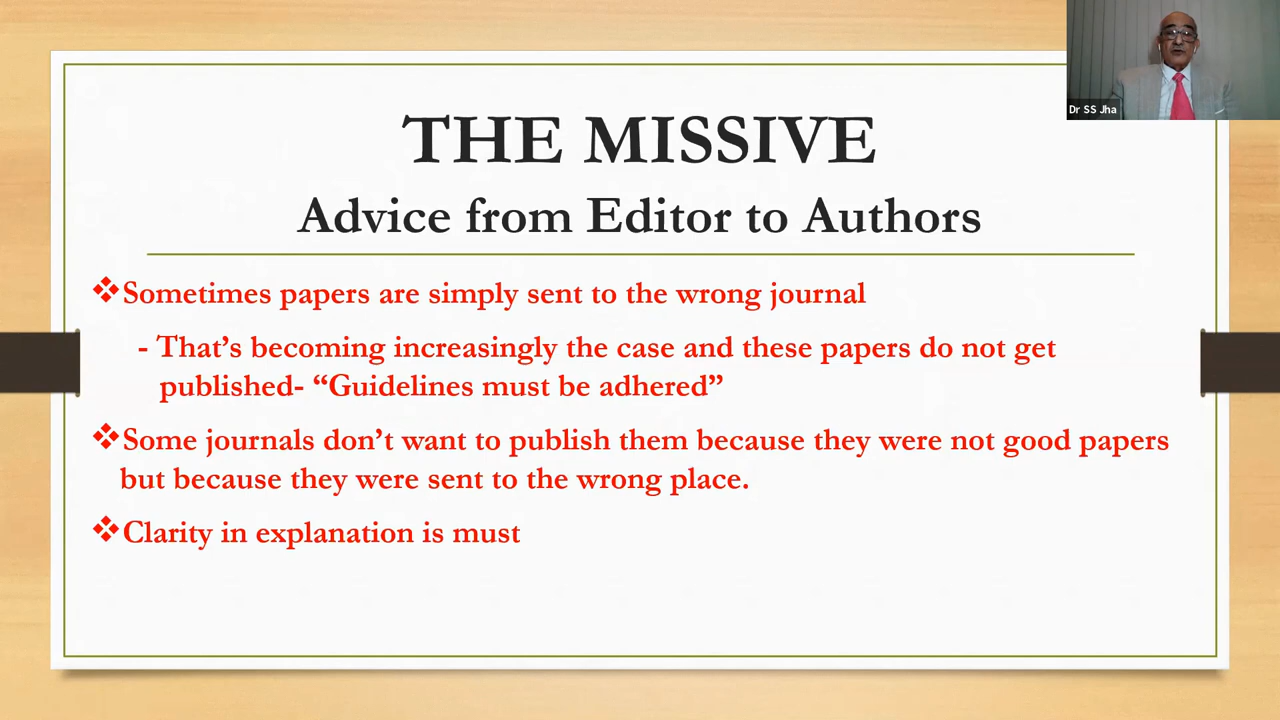 Dr SS Jha
THE MISSIVE
Advice from Editor to Authors
❖Sometimes papers are simply sent to the wrong journal
- That’s becoming increasingly the case and these papers do not get
published- “Guidelines must be adhered”
❖Some journals don’t want to publish them because they were not good papers
but because they were sent to the wrong place.
❖Clarity in explanation is must